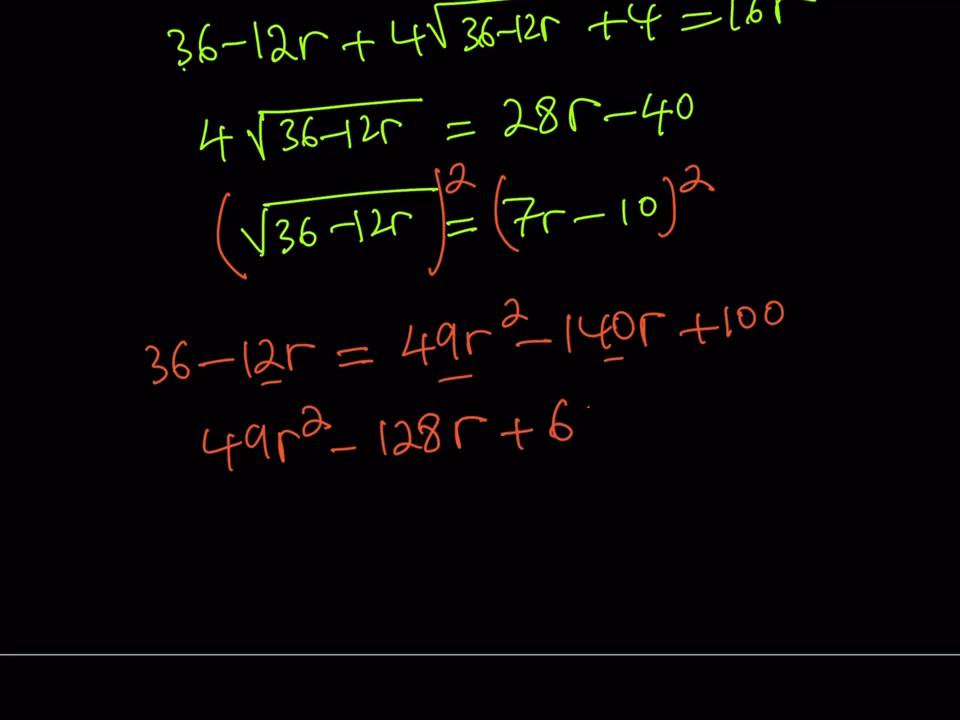 36-12r + 4√36-12r + 4 = 16r
4√36-12r = 28r-40
(√36-12r)² = (7r-10)²
36-12r = 49r²-140r+100
49r²-128r+6